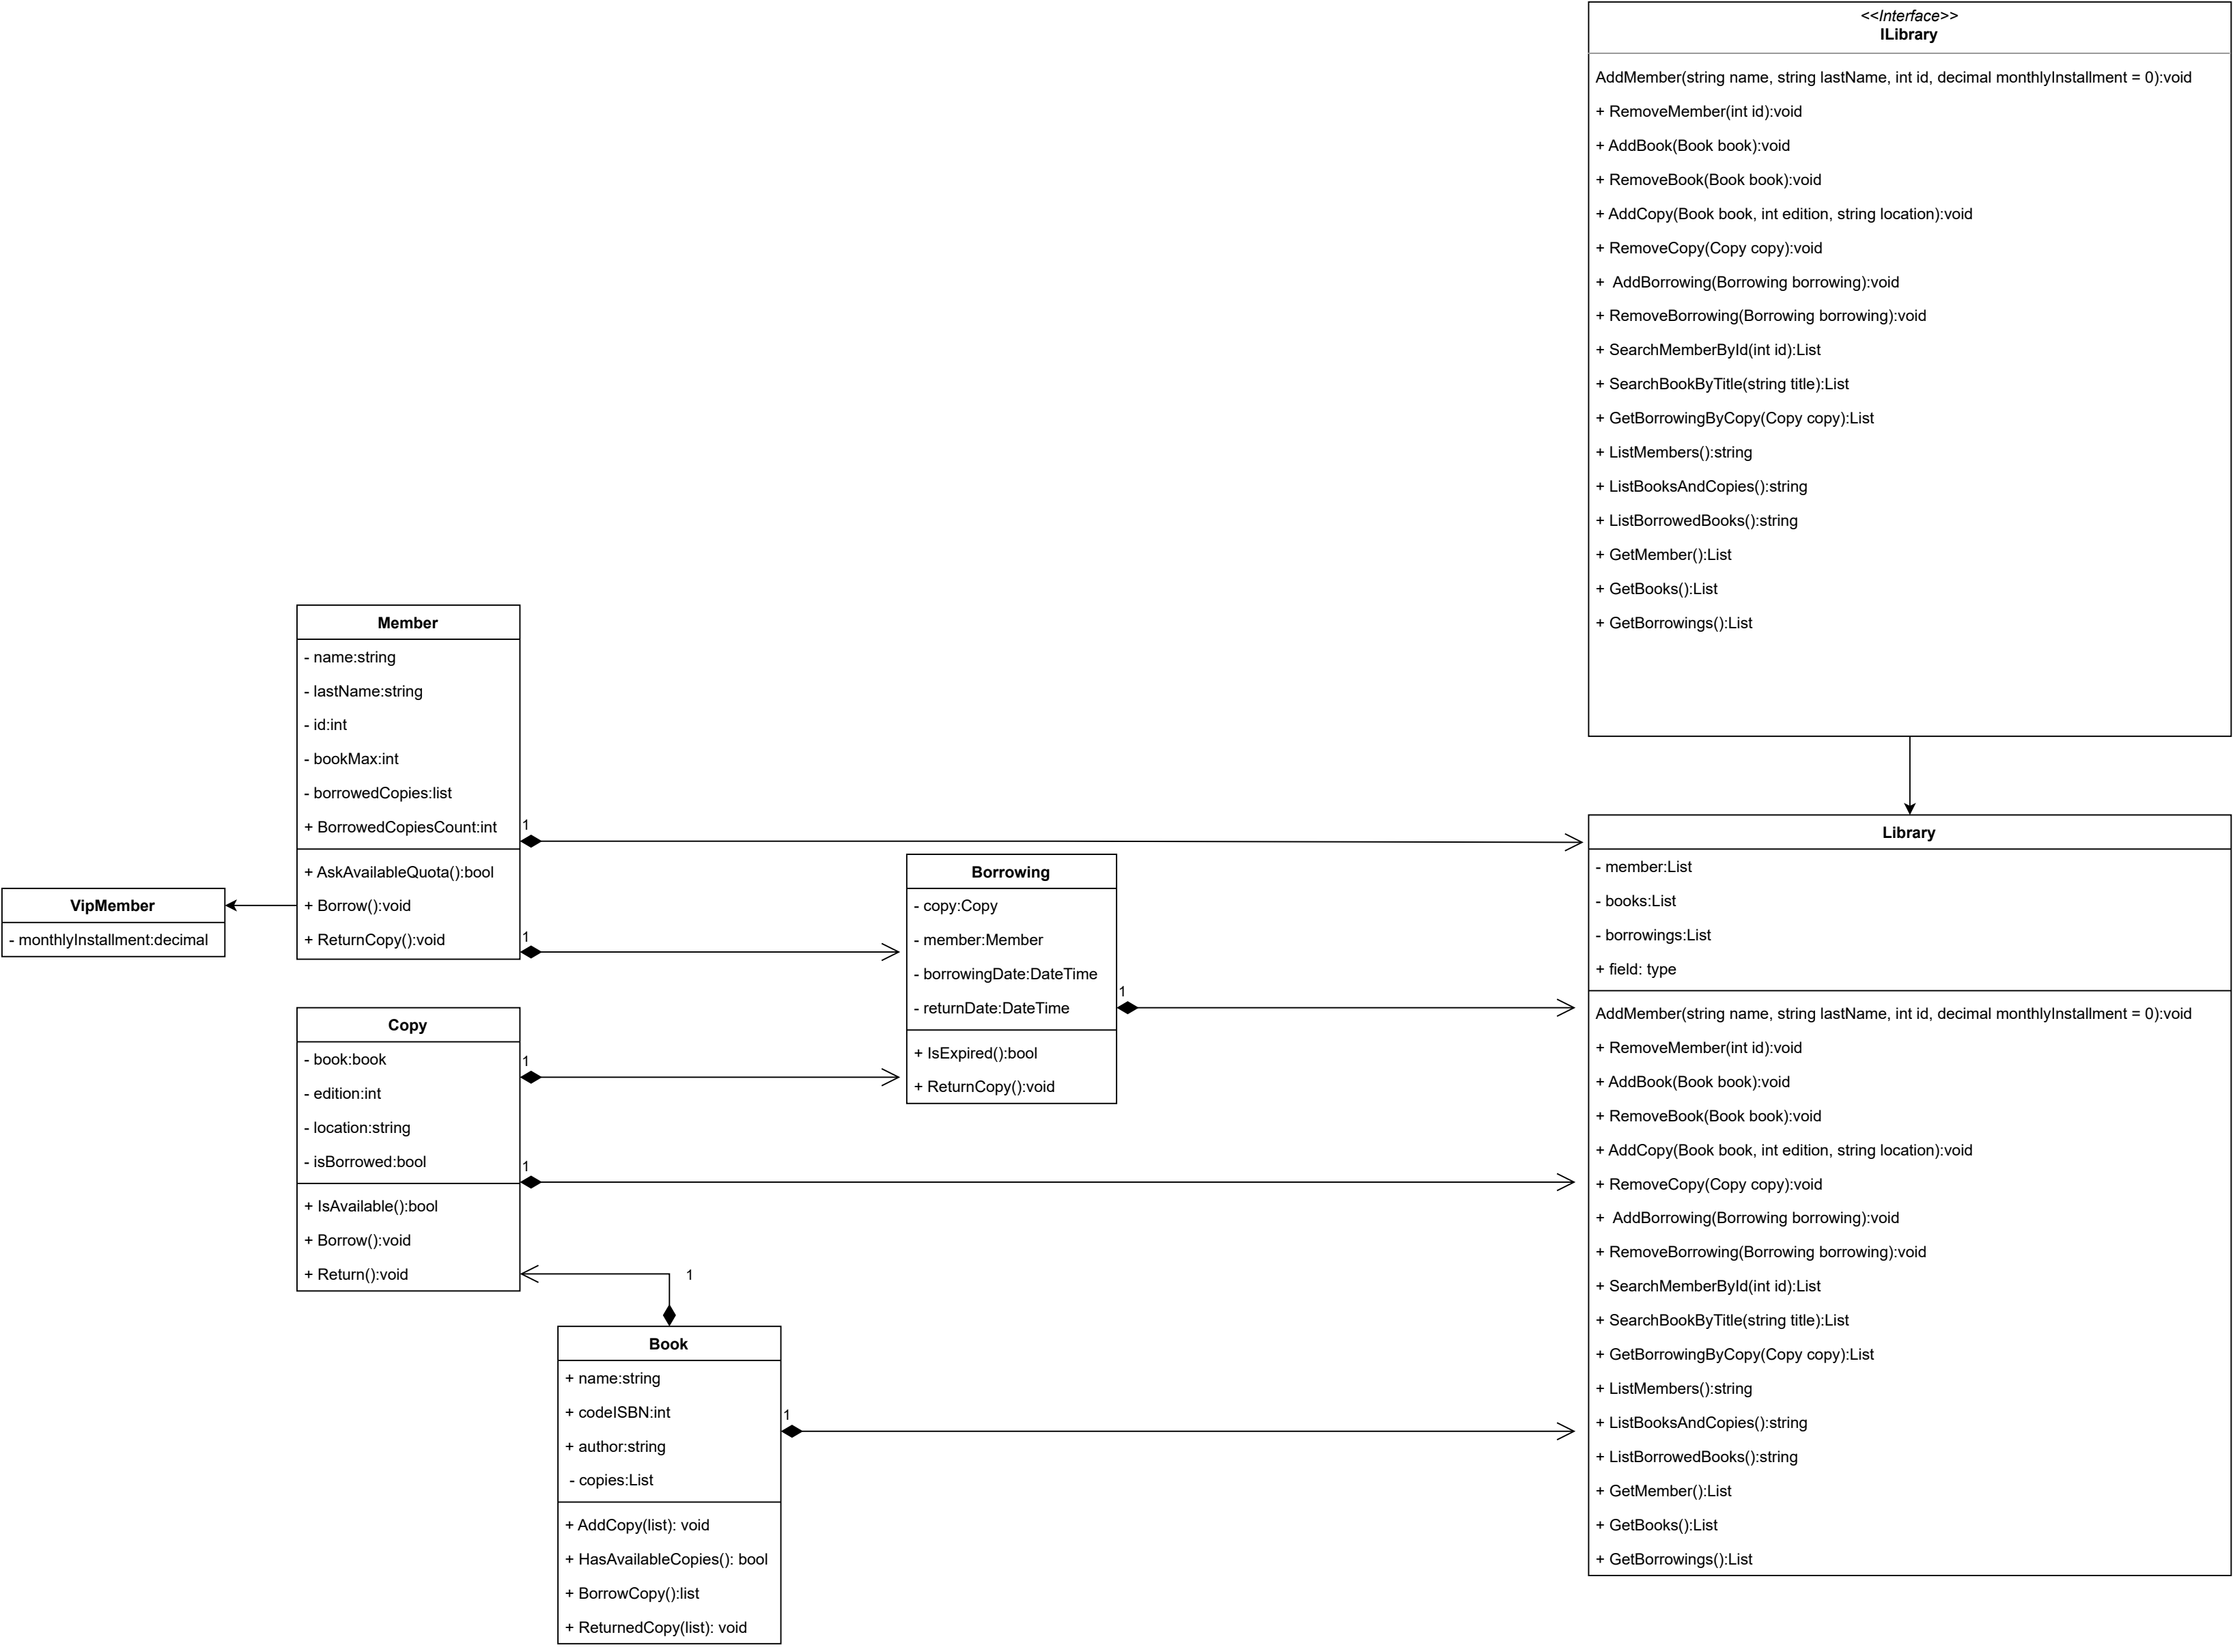 <<Interface>>
ILibrary
AddMember(string name, string lastName, int id, decimal monthlyInstallment = 0):void
+ RemoveMember(int id):void
+ AddBook(Book book):void
+ RemoveBook(Book book):void
+ AddCopy(Book book, int edition, string location):void
+ RemoveCopy(Copy copy):void
+  AddBorrowing(Borrowing borrowing):void
+ RemoveBorrowing(Borrowing borrowing):void
+ SearchMemberById(int id):List
+ SearchBookByTitle(string title):List
+ GetBorrowingByCopy(Copy copy):List
+ ListMembers():string
+ ListBooksAndCopies():string
+ ListBorrowedBooks():string
+ GetMember():List
+ GetBooks():List
+ GetBorrowings():List
Member
- name:string
- lastName:string
- id:int
- bookMax:int
- borrowedCopies:list
+ BorrowedCopiesCount:int
+ AskAvailableQuota():bool
+ Borrow():void
+ ReturnCopy():void
1
1
VipMember
- monthlyInstallment:decimal
Borrowing
- copy:Copy
- member:Member
- borrowingDate:DateTime
- returnDate:DateTime
+ IsExpired():bool
+ ReturnCopy():void
1
Copy
- book:book
- edition:int
- location:string
- isBorrowed:bool
+ IsAvailable():bool
+ Borrow():void
+ Return():void
1
1
1
Book
+ name:string
+ codeISBN:int
+ author:string
- copies:List
+ AddCopy(list): void
+ HasAvailableCopies(): bool
+ BorrowCopy():list
+ ReturnedCopy(list): void
1
Library
- member:List
- books:List
- borrowings:List
+ field: type
AddMember(string name, string lastName, int id, decimal monthlyInstallment = 0):void
+ RemoveMember(int id):void
+ AddBook(Book book):void
+ RemoveBook(Book book):void
+ AddCopy(Book book, int edition, string location):void
+ RemoveCopy(Copy copy):void
+  AddBorrowing(Borrowing borrowing):void
+ RemoveBorrowing(Borrowing borrowing):void
+ SearchMemberById(int id):List
+ SearchBookByTitle(string title):List
+ GetBorrowingByCopy(Copy copy):List
+ ListMembers():string
+ ListBooksAndCopies():string
+ ListBorrowedBooks():string
+ GetMember():List
+ GetBooks():List
+ GetBorrowings():List